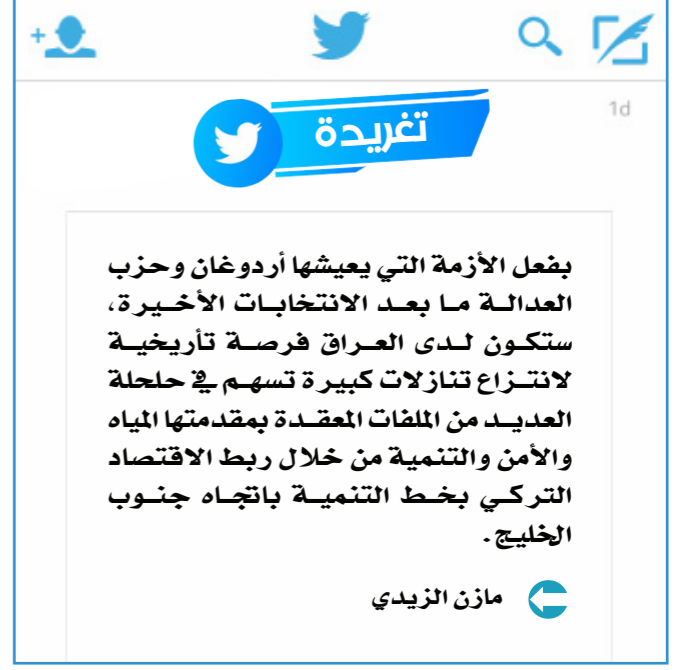 1d
تغريدة
بفعل الأزمة التي يعيشها أردوغان وحزب
العدالة ما بعد الانتخابات الأخيرة،
ستكون لدى العراق فرصة تأريخية
لانتزاع تنازلات كبيرة تسهم في حلحلة
العديد من الملفات المعقدة بمقدمتها المياه
والأمن والتنمية من خلال ربط الاقتصاد
التركي بخط التنمية باتجاه جنوب
الخليج.
مازن الزيدي